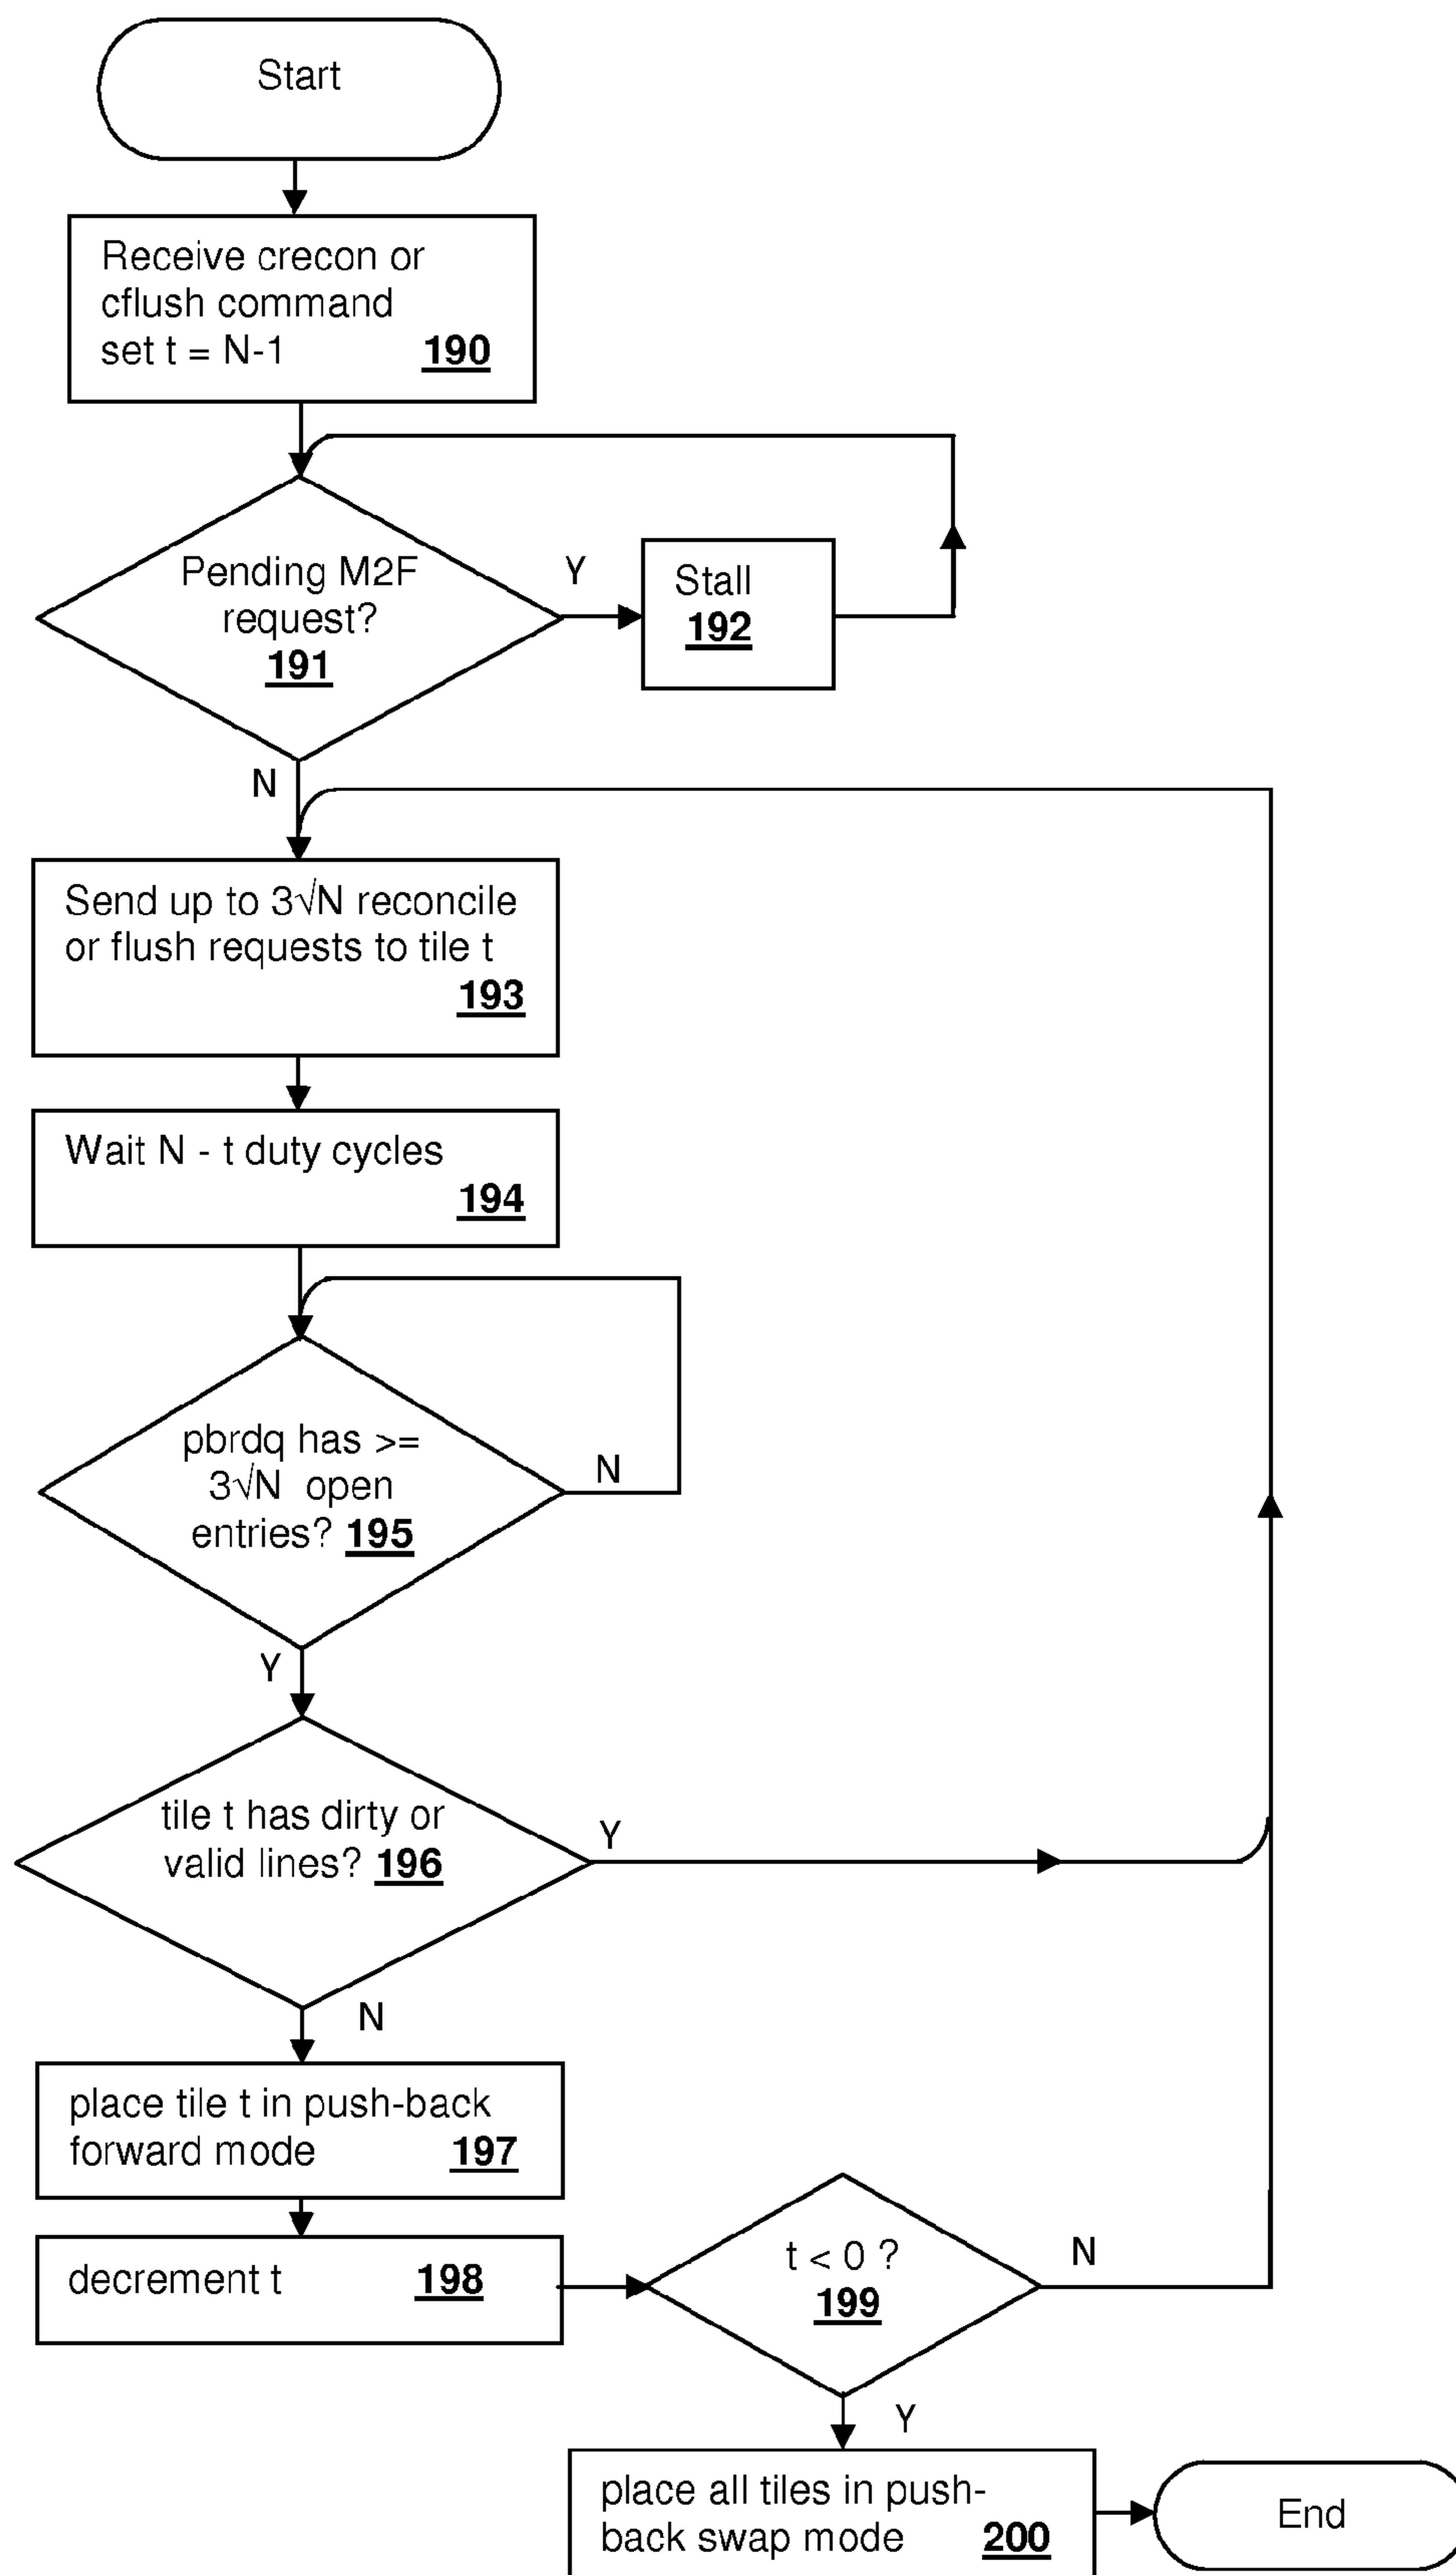 Start
Receive crecon or
cflush command
set t = N-1 190
Pending M2F
request?
191
Y
Stall
192
N
Send up to 3√N reconcile
or flush requests to tile t
193
Wait N - t duty cycles
194
pbrdq has >=
3√N open
entries? 195
N
Y
tile t has dirty or
valid lines? 196
Y
N
place tile t in push-back
forward mode 197
decrement t 198
t < 0 ?
199
N
Y
place all tiles in push-
back swap mode 200
End